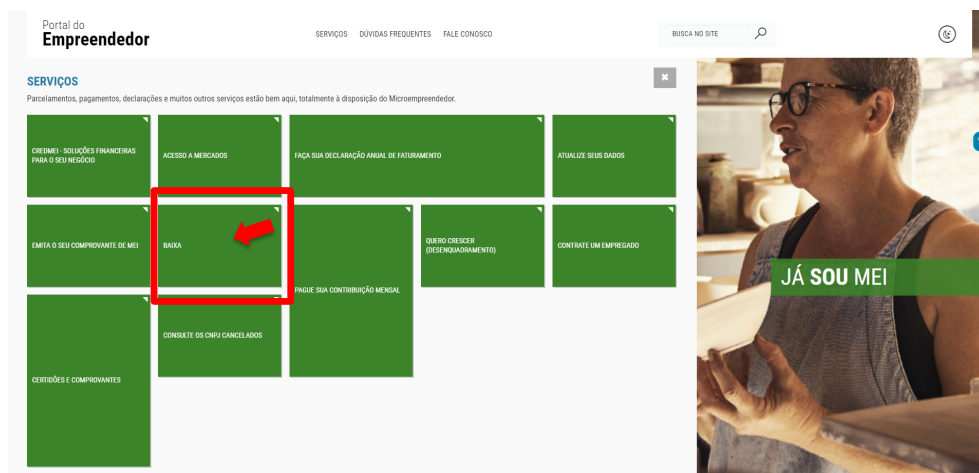 Portal do
Empreendedor
SERVIÇOS DÚVIDAS FREQUENTES FALE CONOSCO
BUSCA NO SITE
SERVIÇOS
Parcelamentos, pagamentos, declarações e muitos outros serviços estão bem aqui, totalmente à disposição do Microempreendedor.
CREDMEI - SOLUÇÕES FINANCEIRAS
PARA O SEU NEGÓCIO
ACESSO A MERCADOS
FAÇA SUA DECLARAÇÃO ANUAL DE FATURAMENTO
ATUALIZE SEUS DADOS
EMITA O SEU COMPROVANTE DE MEI
BAIXA
PAGUE SUA CONTRIBUIÇÃO MENSAL
QUERO CRESCER
(DESENQUADRAMENTO)
CONTRATE UM EMPREGADO
CERTIDÕES E COMPROVANTES
CONSULTE OS CNPJ CANCELADOS
JÁ SOU MEI